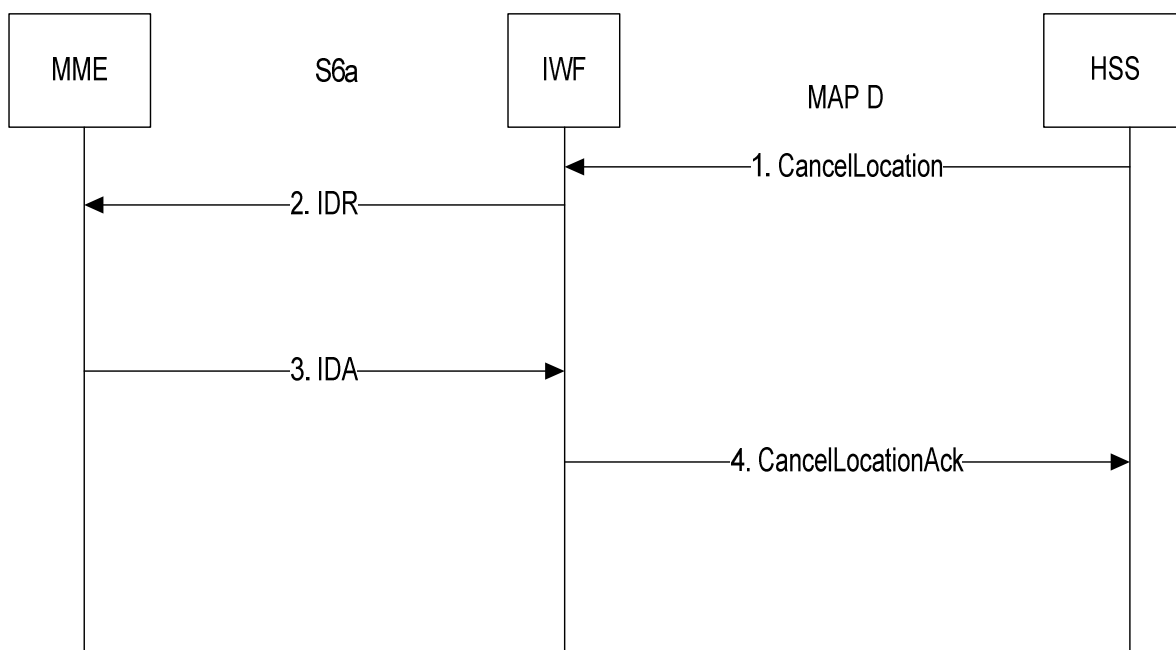 MME
S6a
IWF
MAP D
HSS
1. CancelLocation
2. IDR
3. IDA
4. CancelLocationAck